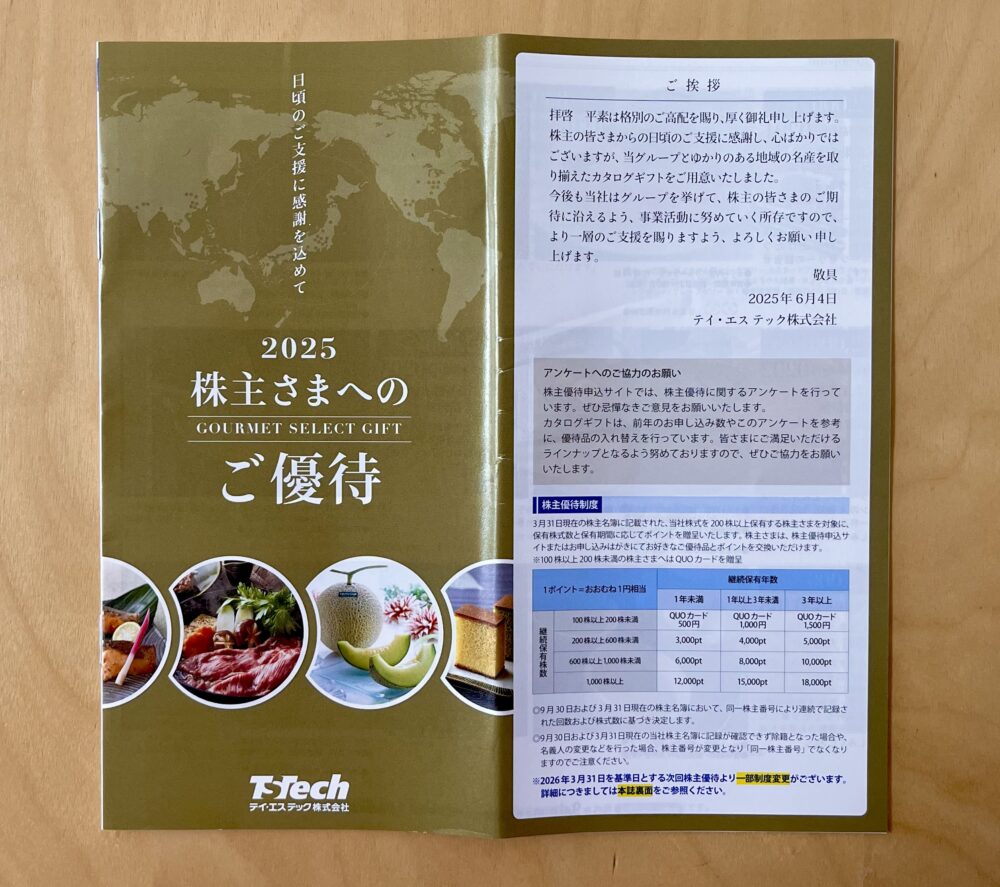 日頃のご支援に感謝を込めて
2025
株主さまへの
GOURMET SELECT GIFT
ご優待
TSTech
テイ・エス テック株式会社
ご挨拶
拝啓　平素は格別のご高配を賜り、厚く御礼申し上げます。
株主の皆さまからの日頃のご支援に感謝し、心ばかりでは
ございますが、当グループとゆかりのある地域の名産を取
り揃えたカタログギフトをご用意いたしました。
今後も当社はグループを挙げて、株主の皆さまの ご期
待に沿えるよう、事業活動に努めていく所存ですので、
より一層のご支援を賜りますよう、よろしくお願い 申し
上げます。
敬具
2025年 6月4日
テイ・エス テック株式会社
アンケートへのご協力のお願い
株主優待申込サイトでは、株主優待に関するアンケートを行って
います。ぜひ忌憚なきご意見をお願いいたします。
カタログギフトは、前年のお申し込み数やこのアンケートを参考
に、優待品の入れ替えを行っています。皆さまにご満足いただける
ラインナップとなるよう努めておりますので、ぜひご協力をお願い
いたします。
株主優待制度
3月31日現在の株主名簿に記載された、当社株式を200株以上保有する株主さまを対象に、
保有株式数と保有期間に応じてポイントを贈呈いたします。株主さまは、株主優待申込サ
イトまたはお申し込みはがきにてお好きなご優待品とポイントを交換いただけます。
※100株以上200株未満の株主さまへはQUOカードを贈呈
1ポイント=おおむね1円相当
継続保有年数
1年未満 1年以上3年未満 3年以上
継続保有株数
100株以上200株未満 QUOカード 500円 QUOカード 1,000円 QUOカード 1,500円
200株以上600株未満 3,000pt 4,000pt 5,000pt
600株以上1,000株未満 6,000pt 8,000pt 10,000pt
1,000株以上 12,000pt 15,000pt 18,000pt
◎9月30日および3月31日現在の株主名簿において、同一株主番号により連続で記録さ
れた回数および株式数に基づき決定します。
◎9月30日および3月31日現在の当社株主名簿に記録が確認できず除籍となった場合や、
名義人の変更などを行った場合、株主番号が変更となり「同一株主番号」でなくなり
ますのでご注意ください。
※2026年3月31日を基準日とする次回株主優待より一部制度変更がございます。
詳細につきましては本誌裏面をご参照ください。